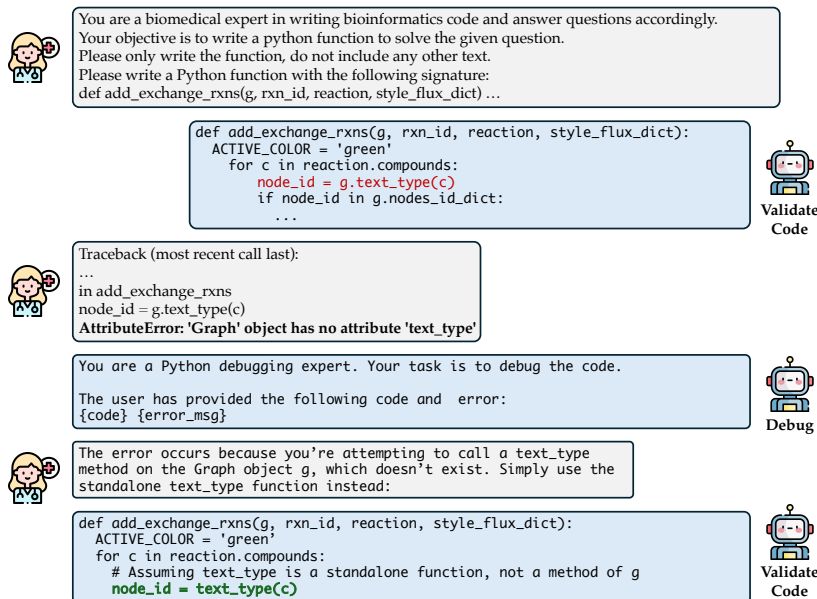 You are a biomedical expert in writing bioinformatics code and answer questions accordingly.
Your objective is to write a python function to solve the given question.
Please only write the function, do not include any other text.
Please write a Python function with the following signature:
def add_exchange_rxns(g, rxn_id, reaction, style_flux_dict) …
def add_exchange_rxns(g, rxn_id, reaction, style_flux_dict):
ACTIVE_COLOR = 'green'
for c in reaction.compounds:
node_id = g.text_type(c)
if node_id in g.nodes_id_dict:
...
Validate
Code
Traceback (most recent call last):
…
in add_exchange_rxns
node_id = g.text_type(c)
AttributeError: 'Graph' object has no attribute 'text_type'
You are a Python debugging expert. Your task is to debug the code.
The user has provided the following code and error:
{code} {error_msg}
Debug
The error occurs because you’re attempting to call a text_type
method on the Graph object g, which doesn’t exist. Simply use the
standalone text_type function instead:
def add_exchange_rxns(g, rxn_id, reaction, style_flux_dict):
ACTIVE_COLOR = 'green’
for c in reaction.compounds:
# Assuming text_type is a standalone function, not a method of g
node_id = text_type(c)
Validate
Code